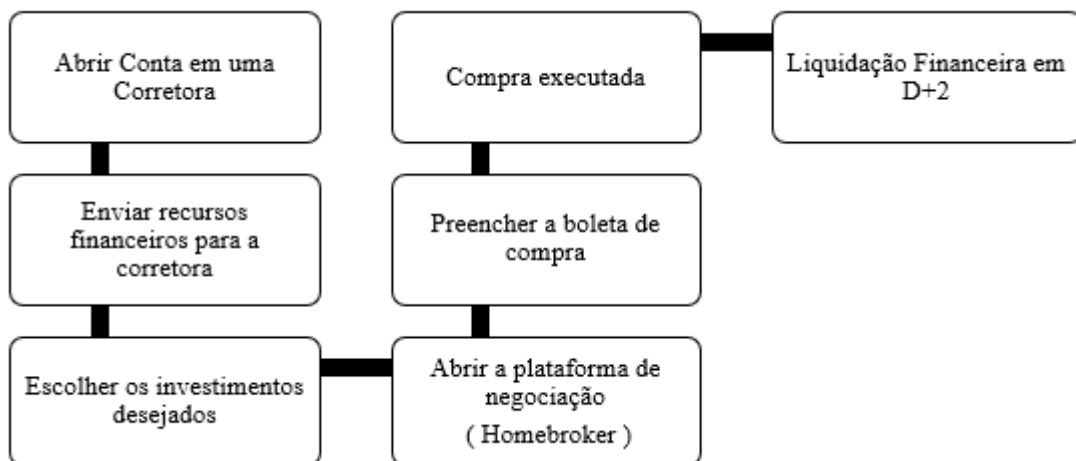 Abrir Conta em uma
Corretora
Enviar recursos
financeiros para a
corretora
Escolher os investimentos
desejados
Abrir a plataforma de
negociação
( Homebroker )
Preencher a boleta de
compra
Compra executada
Liquidação Financeira em
D+2